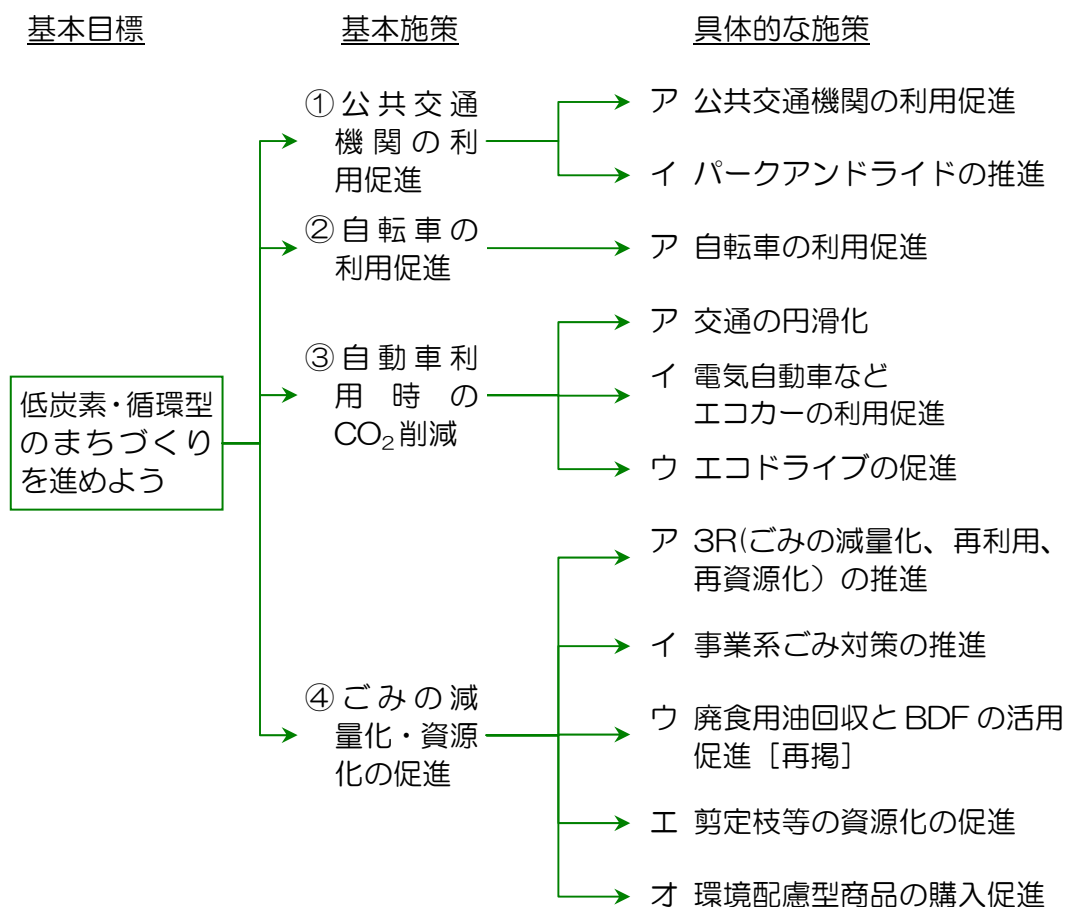 基本目標
基本施策
具体的な施策
低炭素・循環型
のまちづくり
を進めよう
①公共交通
機関の利
用促進
ア 公共交通機関の利用促進
イ パークアンドライドの推進
②自転車の
利用促進
ア 自転車の利用促進
③自動車利
用時の
CO₂削減
ア 交通の円滑化
イ 電気自動車など
エコカーの利用促進
ウ エコドライブの促進
④ごみの減
量化・資源
化の促進
ア 3R(ごみの減量化、再利用、
再資源化）の推進
イ 事業系ごみ対策の推進
ウ 廃食用油回収とBDFの活用
促進［再掲］
エ 剪定枝等の資源化の促進
オ 環境配慮型商品の購入促進